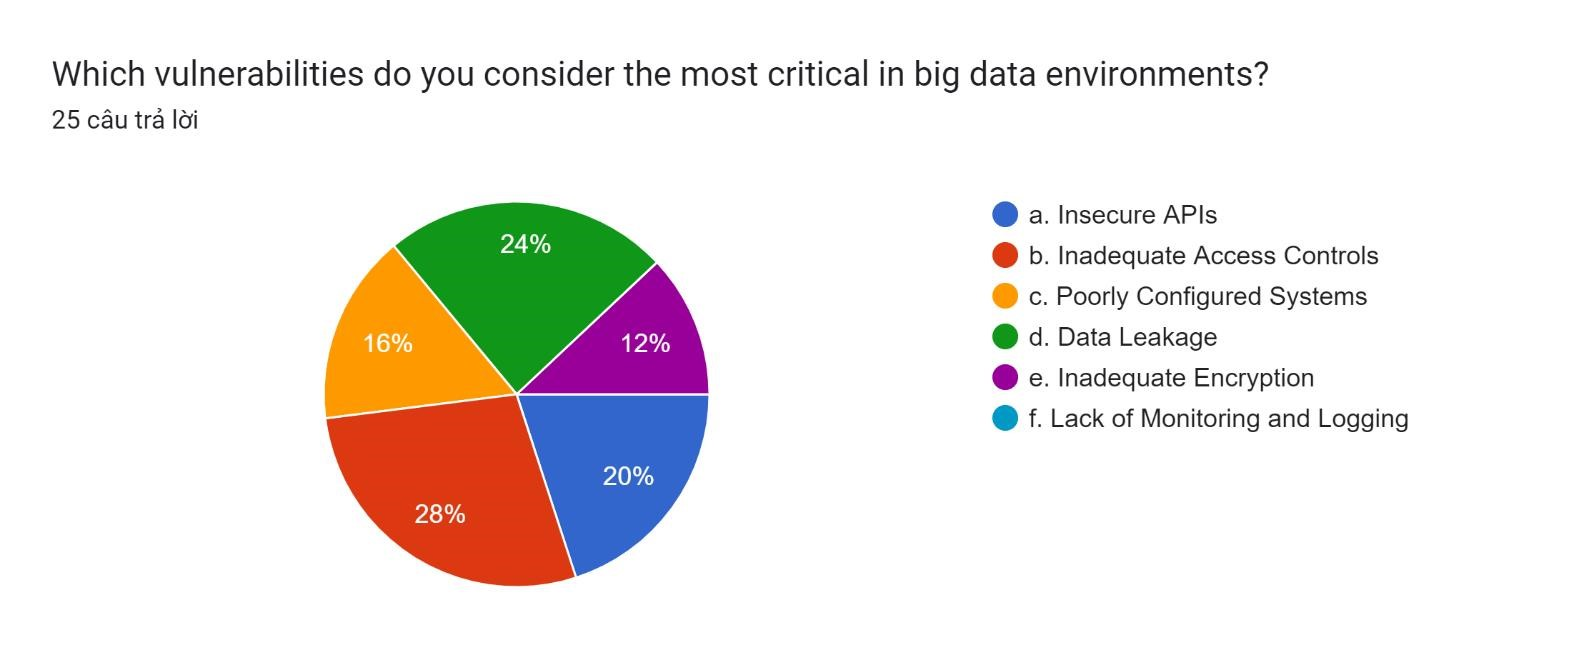 Which vulnerabilities do you consider the most critical in big data environments?
25 câu trả lời
24%
16%
12%
20%
28%
a. Insecure APIs
b. Inadequate Access Controls
c. Poorly Configured Systems
d. Data Leakage
e. Inadequate Encryption
f. Lack of Monitoring and Logging